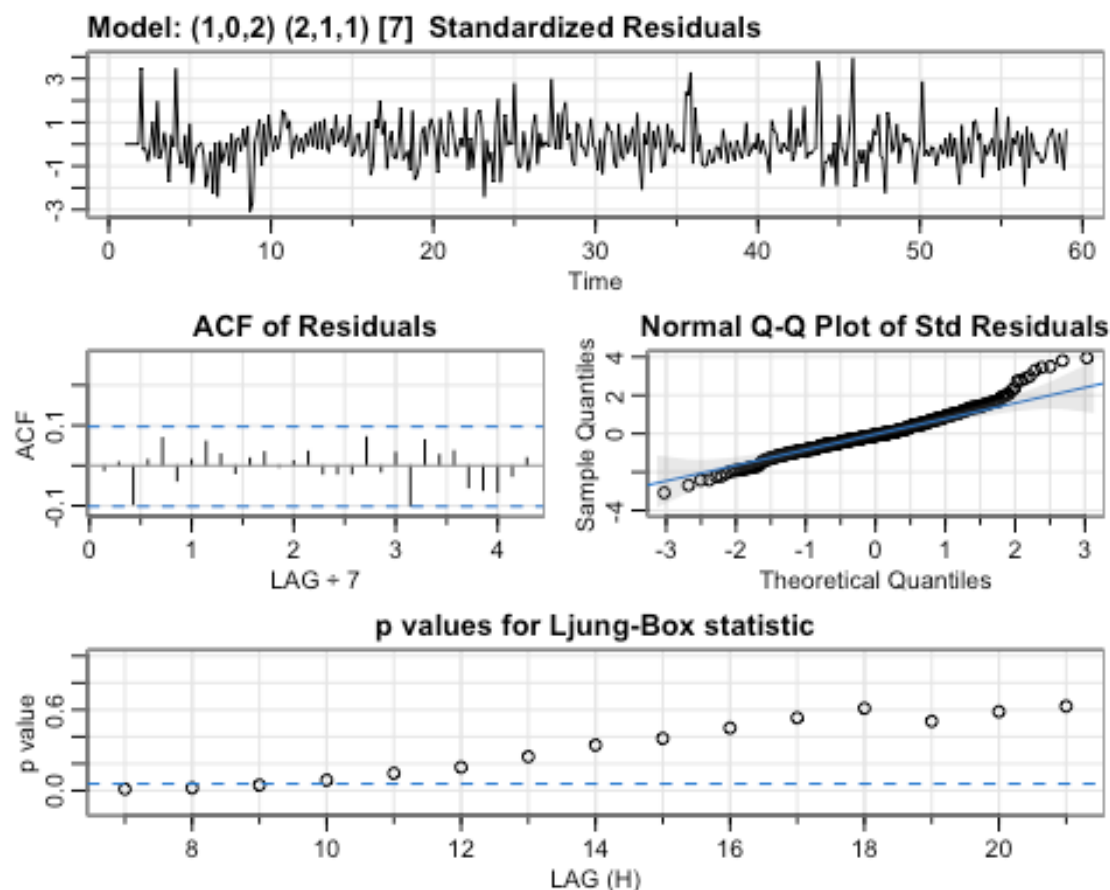 Model: (1,0,2) (2,1,1) [7] Standardized Residuals
3
1
-1
-3
0 10 20 30 40 50 60
Time
ACF of Residuals
ACF
0.1
-0.1
0 1 2 3 4
LAG ÷ 7
Normal Q-Q Plot of Std Residuals
Sample Quantiles
4
2
0
-4
-3 -2 -1 0 1 2 3
Theoretical Quantiles
p values for Ljung-Box statistic
p value
0.6
0.0
8 10 12 14 16 18 20
LAG (H)